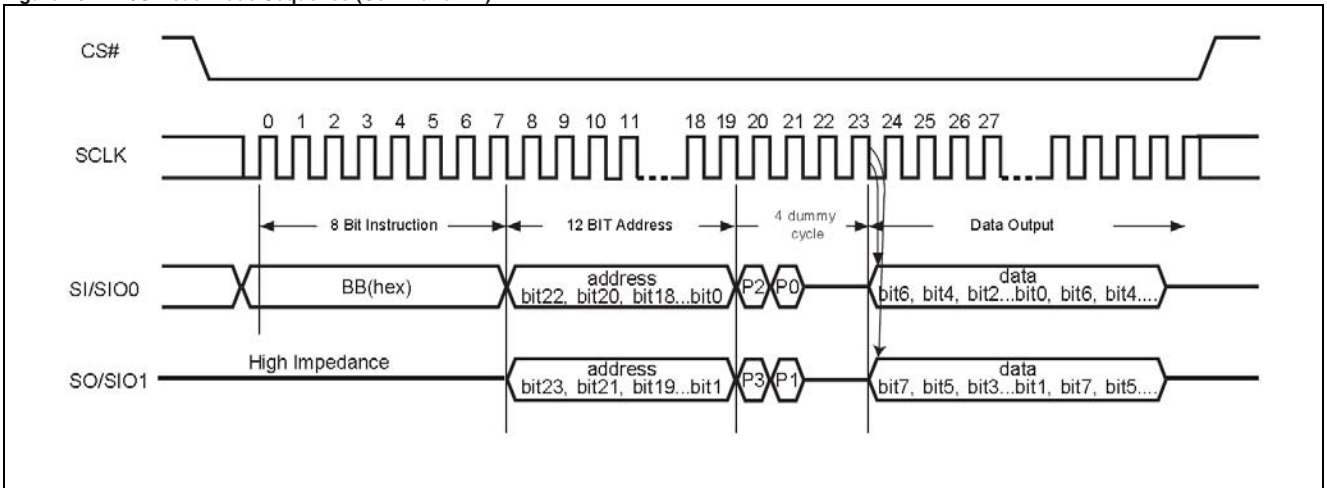 CS#
0 1 2 3 4 5 6 7 8 9 10 11 18 19 20 21 22 23 24 25 26 27
SCLK
8 Bit Instruction 12 BIT Address 4 dummy cycle Data Output
SI/SIO0 BB(hex) address P2 P0 data
bit22, bit20, bit18...bit0 bit6, bit4, bit2...bit0, bit6, bit4....
High Impedance
SO/SIO1 address P3 P1 data
bit23, bit21, bit19...bit1 bit7, bit5, bit3...bit1, bit7, bit5....